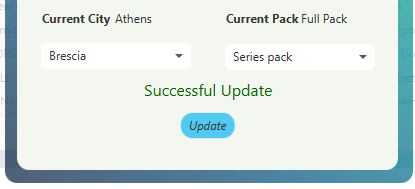 Current City Athens Current Pack Full Pack
Brescia Series pack
Successful Update
Update